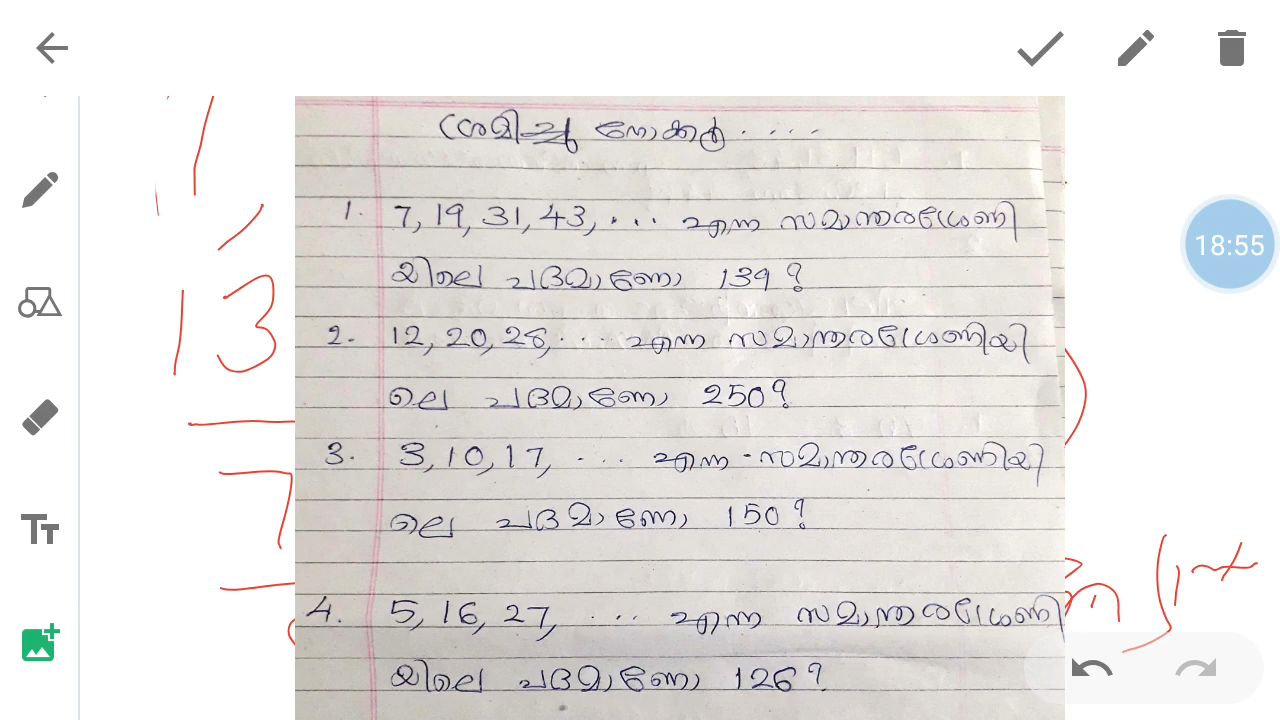 ശ്രമിച്ചു നോക്കൂ....
1. 7, 19, 31, 43, ... എന്ന സമാന്തരശ്രേണി
യിലെ പദമാണോ 139?
2. 12, 20, 28, ... എന്ന സമാന്തരശ്രേണിയി
ലെ പദമാണോ 250?
3. 3, 10, 17, ... എന്ന സമാന്തരശ്രേണിയി
ലെ പദമാണോ 150?
4. 5, 16, 27, ... എന്ന സമാന്തരശ്രേണി
യിലെ പദമാണോ 126?
18:55
13
7
Tт